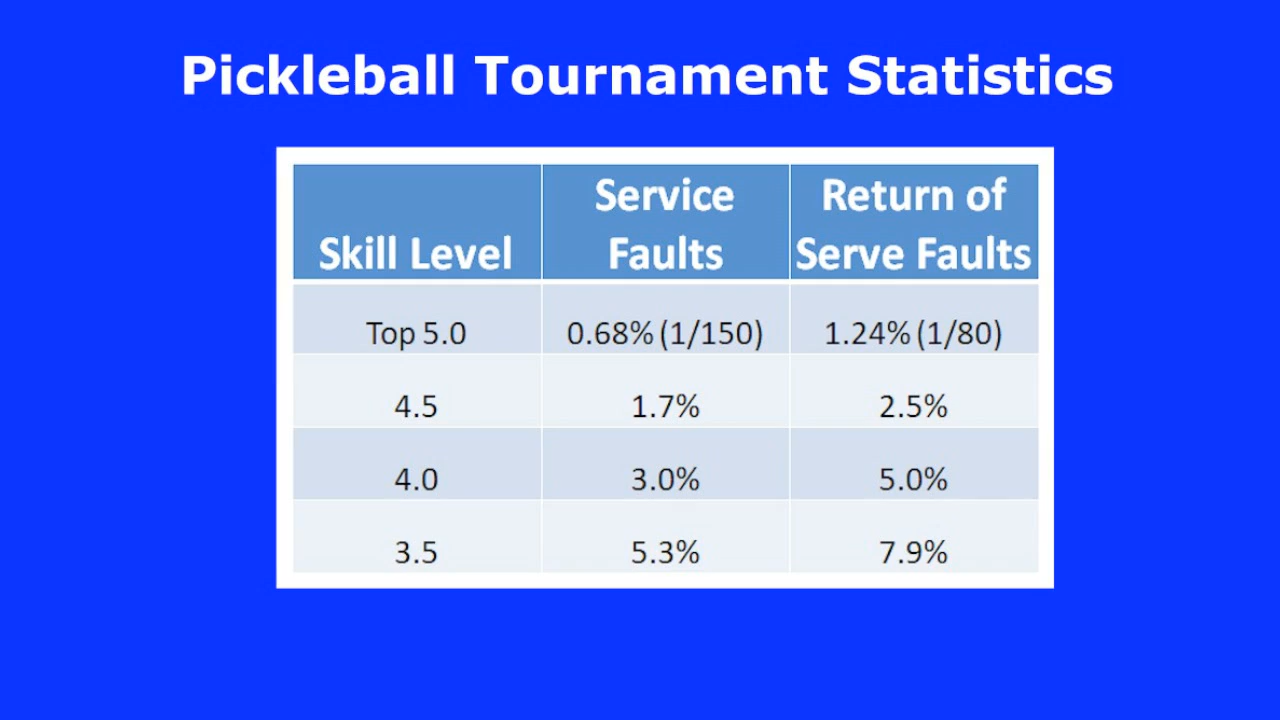 Pickleball Tournament Statistics
Skill Level
Service
Faults
Return of
Serve Faults
Top 5.0 0.68% (1/150) 1.24% (1/80)
4.5 1.7% 2.5%
4.0 3.0% 5.0%
3.5 5.3% 7.9%